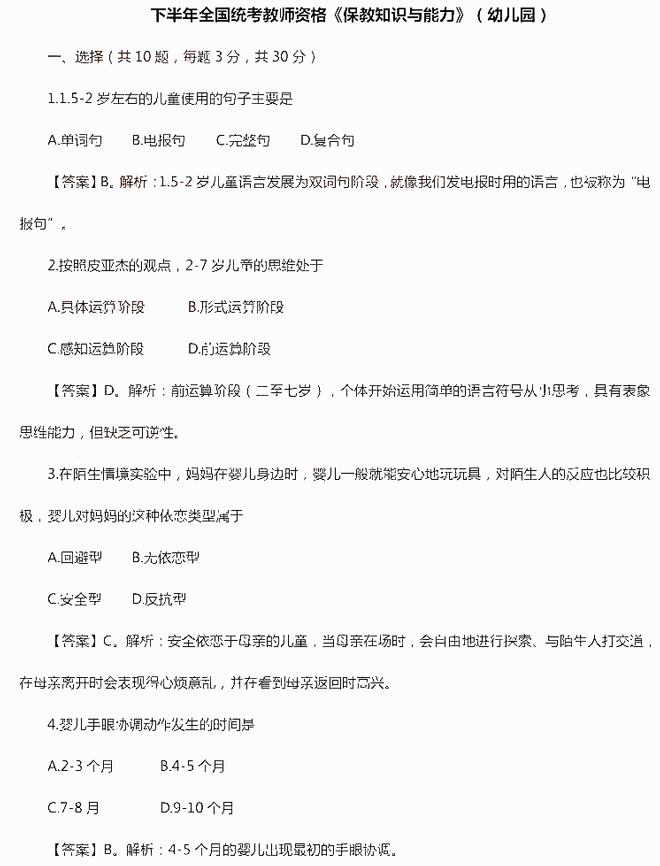 下半年全国统考教师资格《保教知识与能力》（幼儿园）
一、选择（共10题，每题3分，共30分）
1.1.5-2岁左右的儿童使用的句子主要是
A.单词句 B.电报句 C.完整句 D.复合句
【答案】B。解析：1.5-2岁儿童语言发展为双词句阶段，就像我们发电报时用的语言，也被称为“电
报句”。
2.按照皮亚杰的观点，2-7岁儿童的思维处于
A.具体运算阶段 B.形式运算阶段
C.感知运算阶段 D.前运算阶段
【答案】D。解析：前运算阶段（二至七岁），个体开始运用简单的语言符号从事思考，具有表象
思维能力，但缺乏可逆性。
3.在陌生情境实验中，妈妈在婴儿身边时，婴儿一般就能安心地玩玩具，对陌生人的反应也比较积
极，婴儿对妈妈的这种依恋类型属于
A.回避型 B.无依恋型
C.安全型 D.反抗型
【答案】C。解析：安全依恋于母亲的儿童，当母亲在场时，会自由地进行探索、与陌生人打交道，
在母亲离开时会表现得心烦意乱，并在看到母亲返回时高兴。
4.婴儿手眼协调动作发生的时间是
A.2-3个月 B.4-5个月
C.7-8月 D.9-10个月
【答案】B。解析：4-5个月的婴儿出现最初的手眼协调。